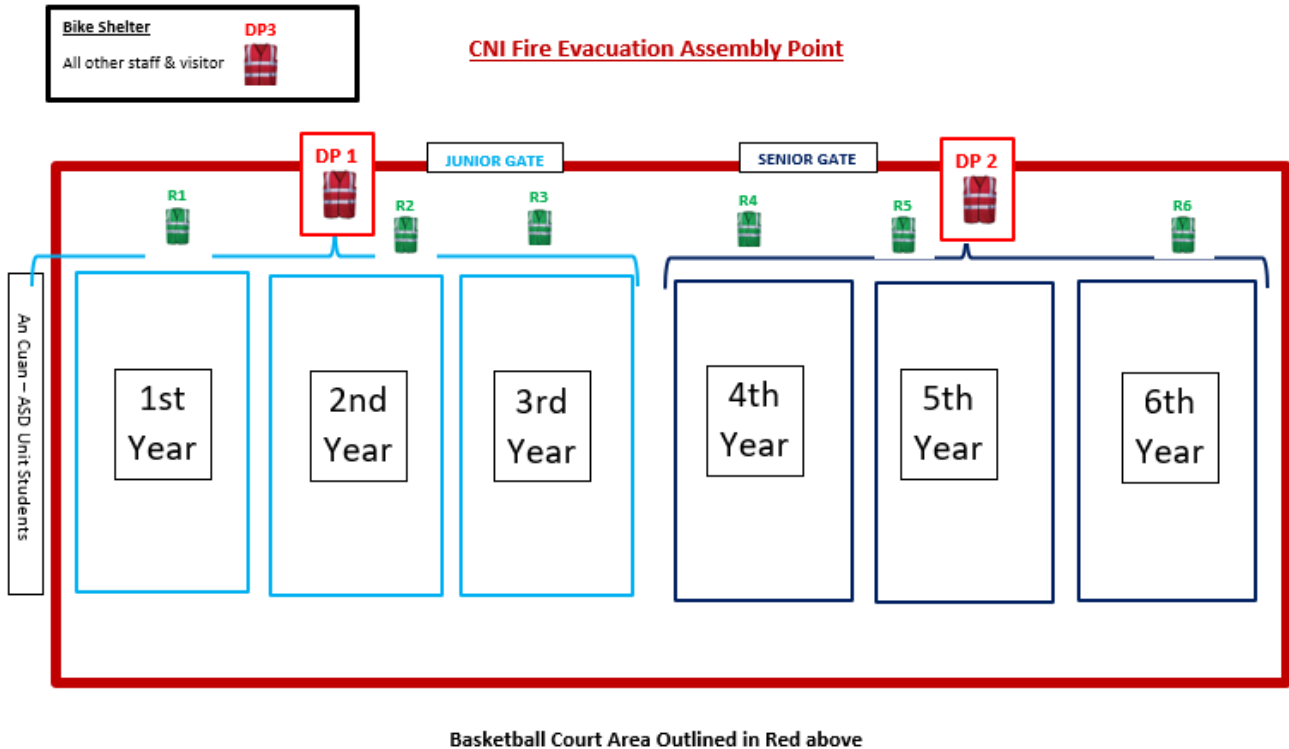 Bike Shelter
DP3
All other staff & visitor
CNI Fire Evacuation Assembly Point
DP 1
JUNIOR GATE
SENIOR GATE
DP 2
R1
R2
R3
R4
R5
R6
An Cuan – ASD Unit Students
1st
Year
2nd
Year
3rd
Year
4th
Year
5th
Year
6th
Year
Basketball Court Area Outlined in Red above